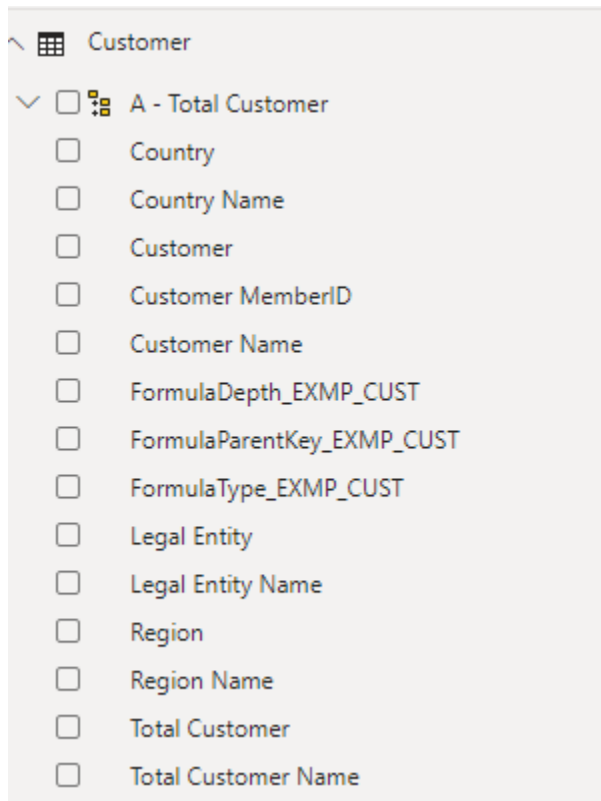 Customer
A - Total Customer
Country
Country Name
Customer
Customer MemberID
Customer Name
FormulaDepth_EXMP_CUST
FormulaParentKey_EXMP_CUST
FormulaType_EXMP_CUST
Legal Entity
Legal Entity Name
Region
Region Name
Total Customer
Total Customer Name